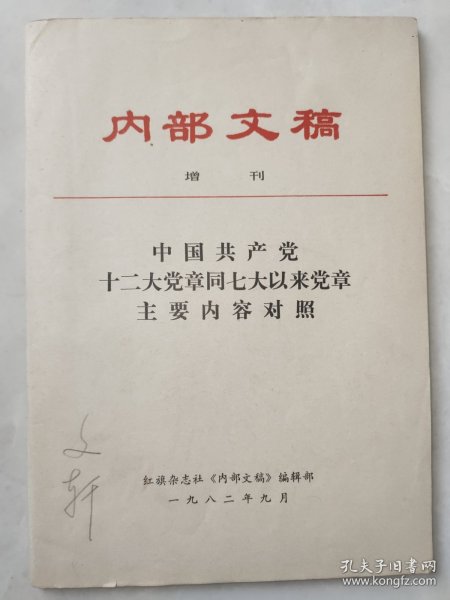 内部文稿
增 刊
中国共产党
十二大党章同七大以来党章
主要内容对照
文轩
红旗杂志社《内部文稿》编辑部
一九八二年九月
孔夫子旧书网
www.kongfz.com